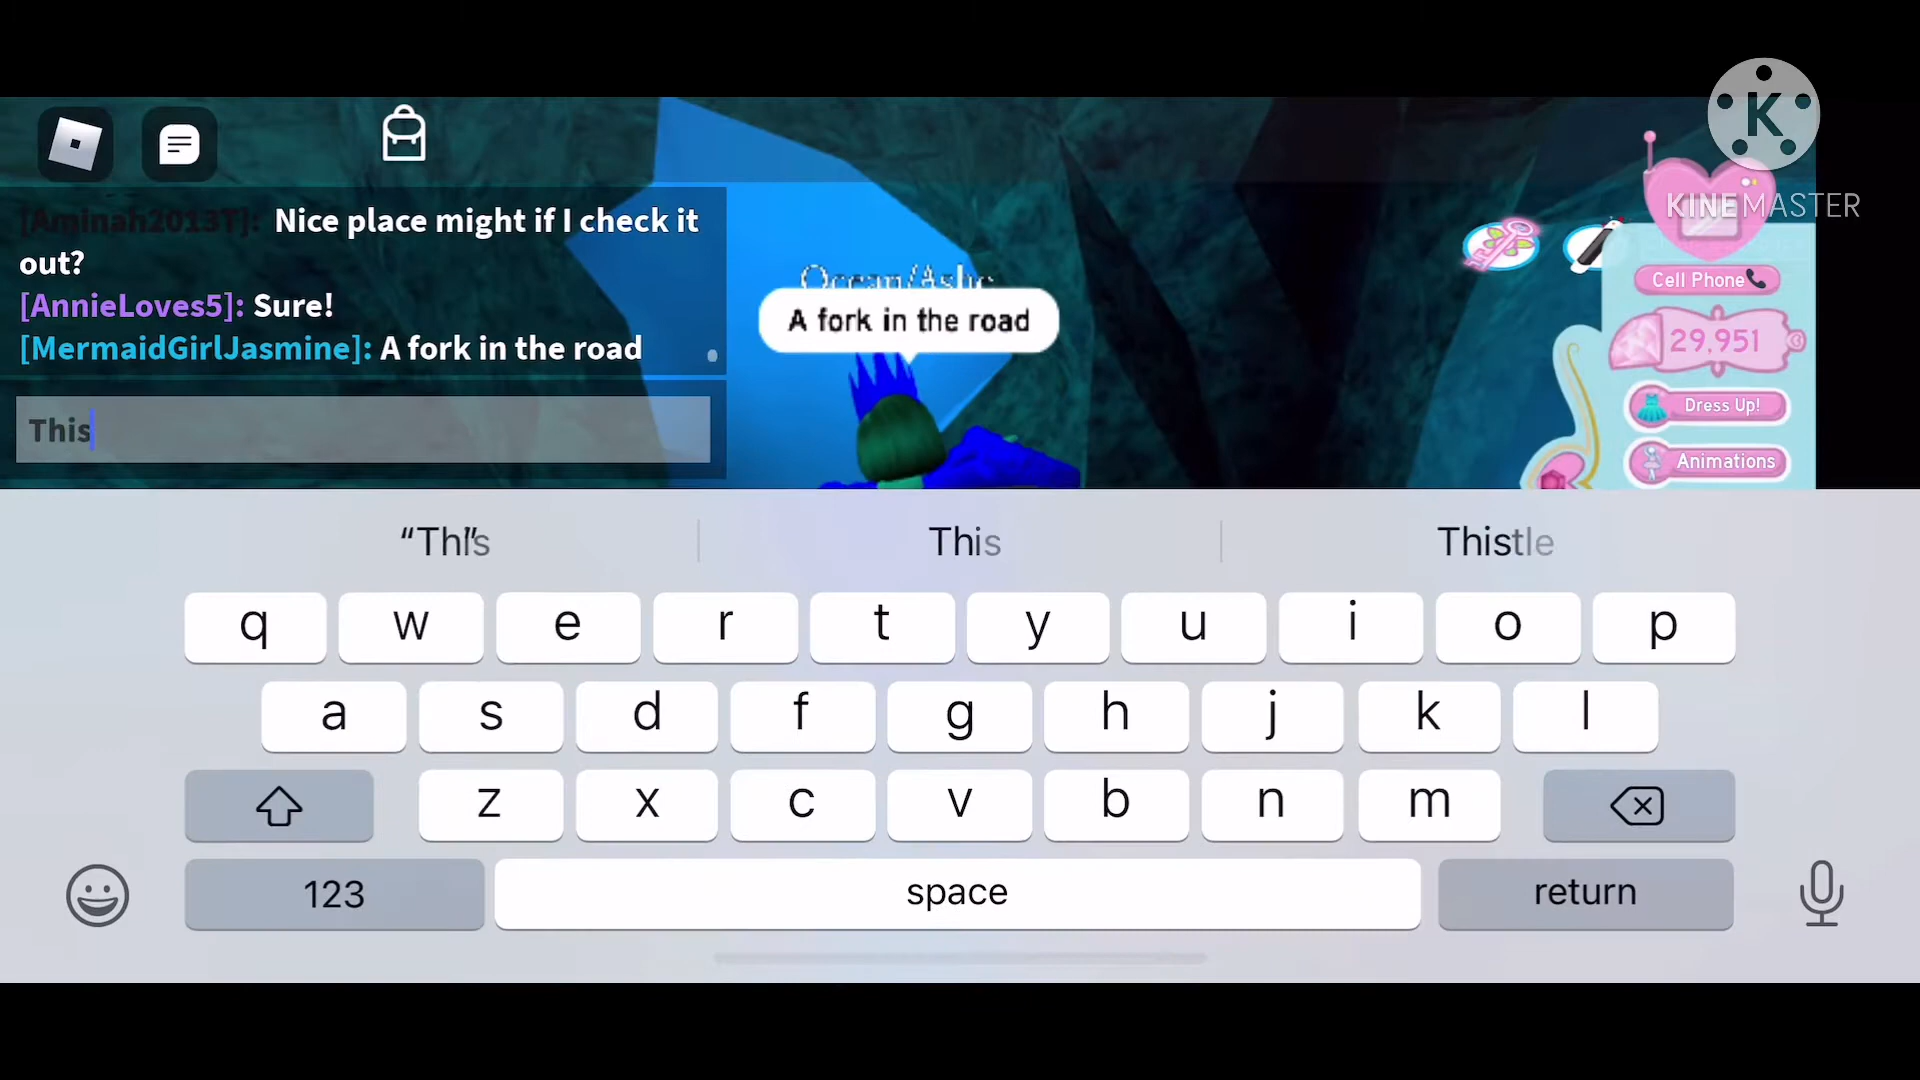 [Aminah2013T]: Nice place might if I check it
out?
[AnnieLoves5]: Sure!
[MermaidGirlJasmine]: A fork in the road
This
A fork in the road
K
KINEMASTER
Cell Phone
29,951
Dress Up!
Animations
This
Thistle
q w e r t y u i o p
a s d f g h j k l
z x c v b n m
123 space return